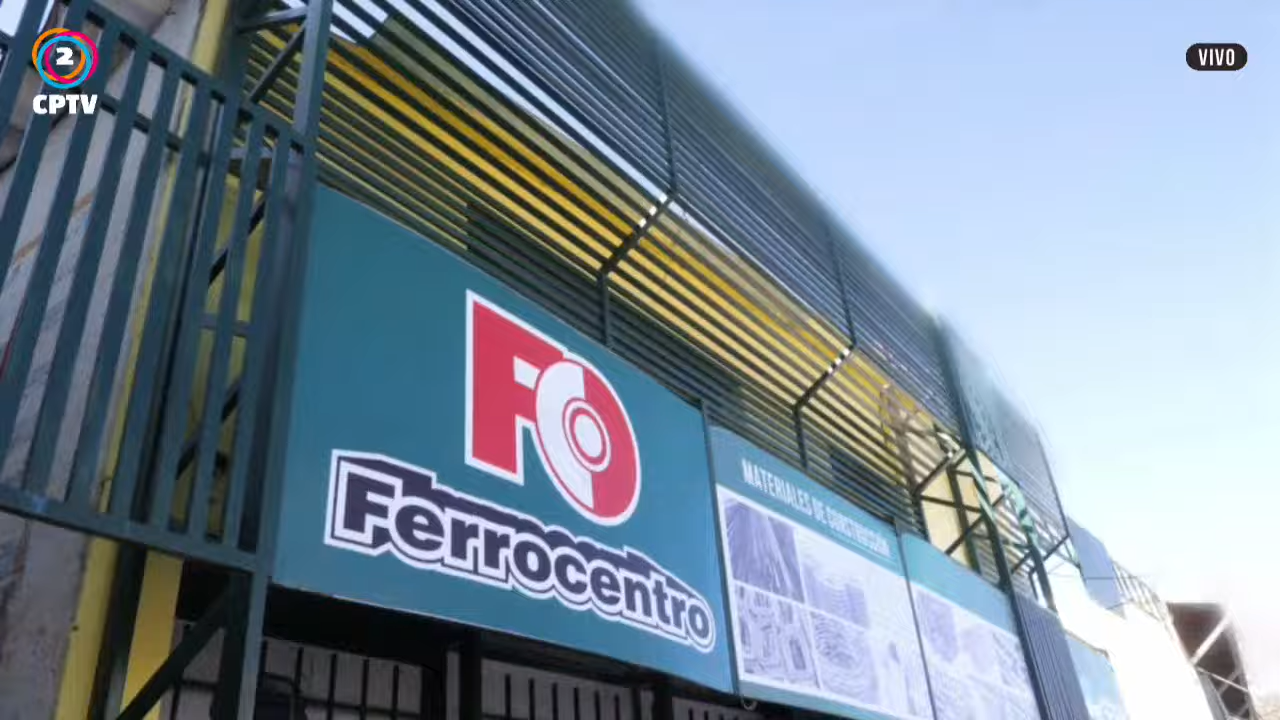 2
CPTV
VIVO
FC
Ferrocentro
MATERIALES DE CONSTRUCCIÓN